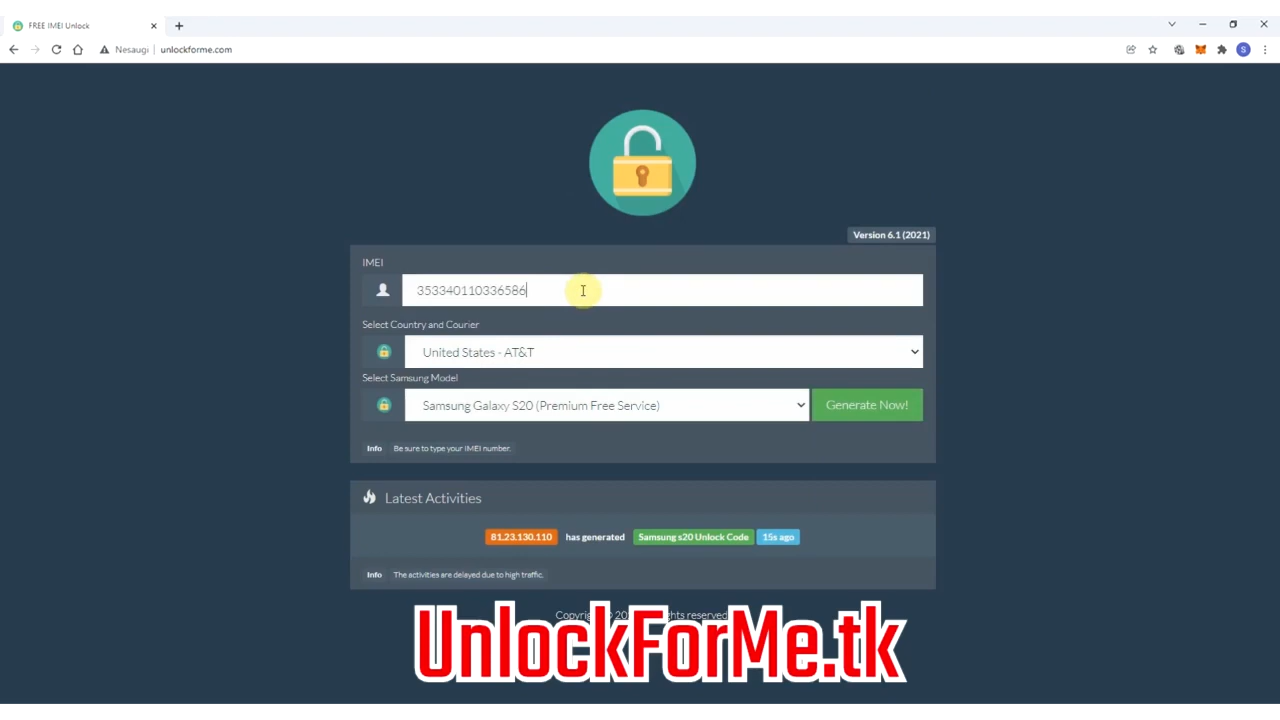 FREE IMEI Unlock
Nesaugi | unlockforme.com
S
Version 6.1 (2021)
IMEI
353340110336586
Select Country and Courier
United States - AT&T
Select Samsung Model
Samsung Galaxy S20 (Premium Free Service)
Generate Now!
Info Be sure to type your IMEI number.
Latest Activities
81.23.130.110 has generated Samsung s20 Unlock Code 15s ago
Info The activities are delayed due to high traffic.
reserved
UnlockForMe.tk